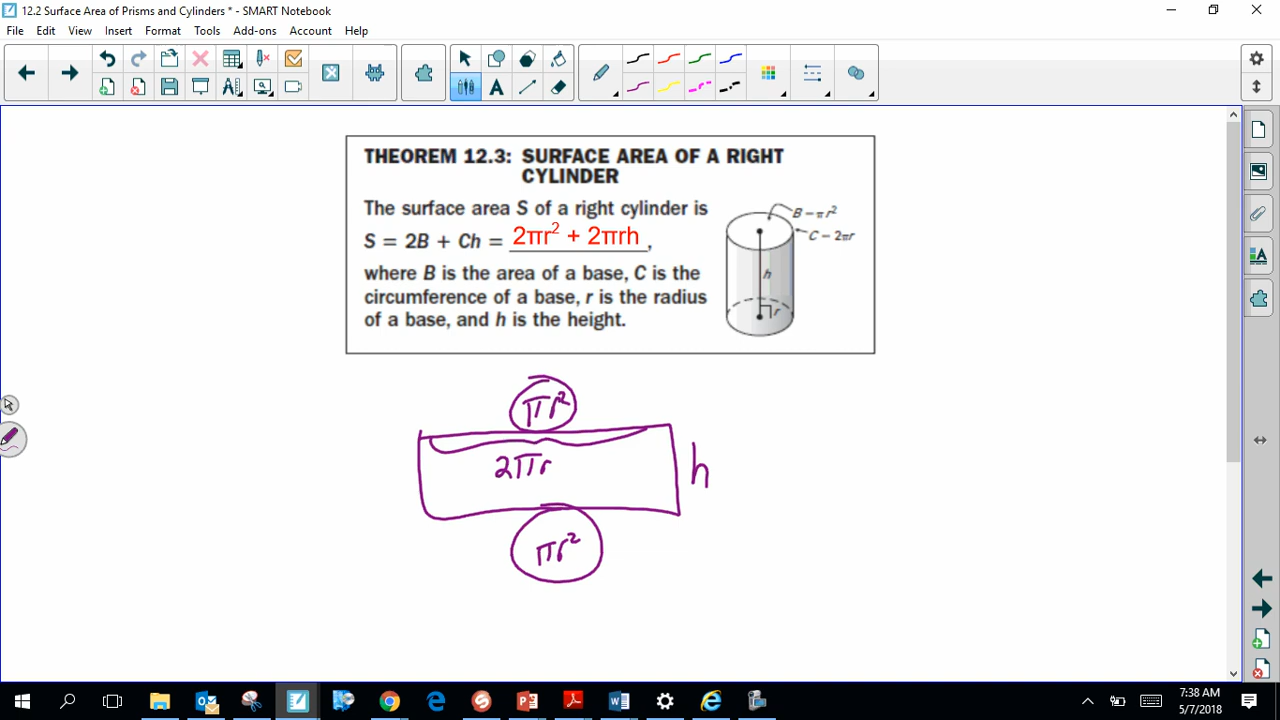 12.2 Surface Area of Prisms and Cylinders * - SMART Notebook
File Edit View Insert Format Tools Add-ons Account Help
THEOREM 12.3: SURFACE AREA OF A RIGHT
CYLINDER
The surface area S of a right cylinder is
S = 2B + Ch = 2πr² + 2πrh,
where B is the area of a base, C is the
circumference of a base, r is the radius
of a base, and h is the height.
B = πr²
C = 2πr
h
r
πr²
2πr
h
πr²
7:38 AM
5/7/2018